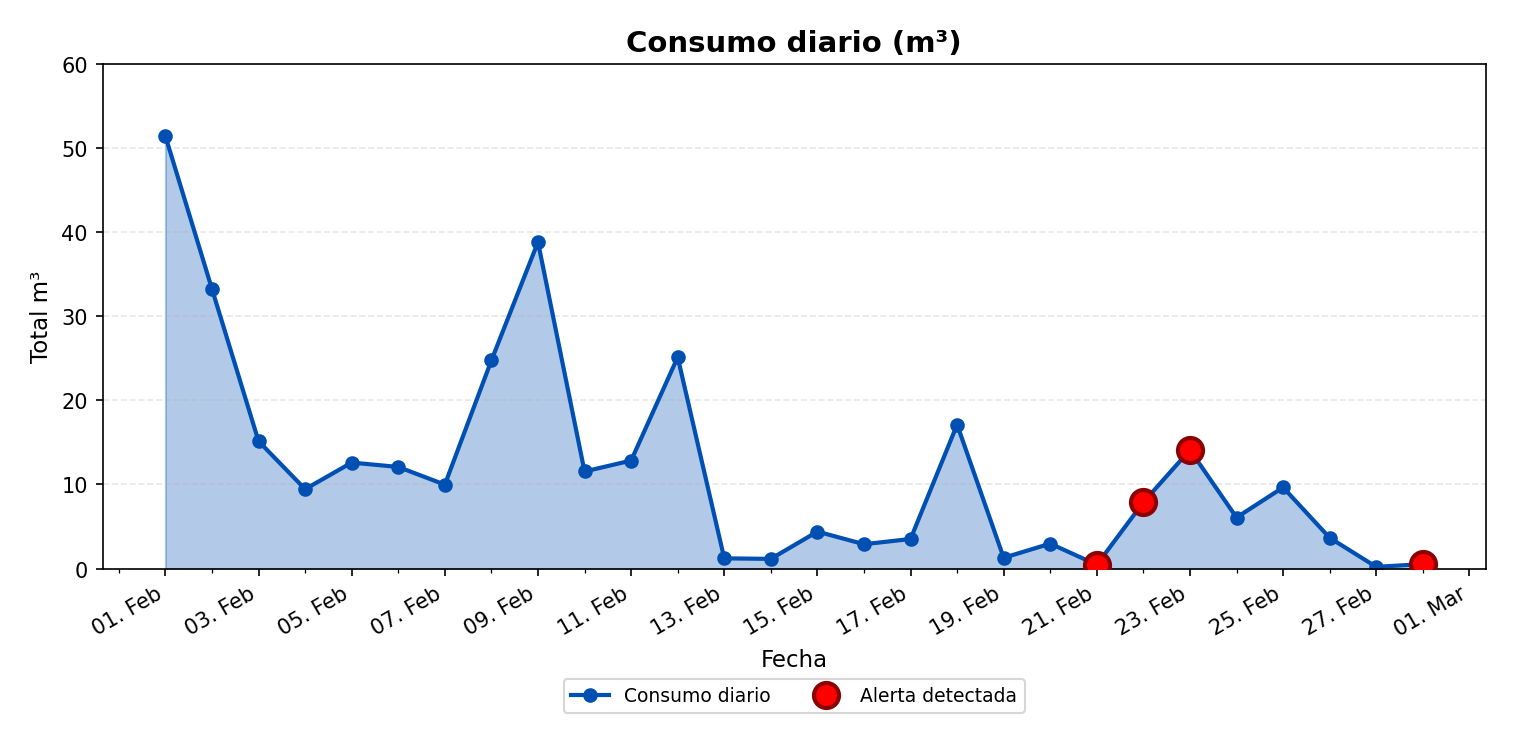 Consumo diario (m³)
Total m³
60
50
40
30
20
10
0
01. Feb
03. Feb
05. Feb
07. Feb
09. Feb
11. Feb
13. Feb
15. Feb
17. Feb
19. Feb
21. Feb
23. Feb
25. Feb
27. Feb
01. Mar
Fecha
Consumo diario
Alerta detectada